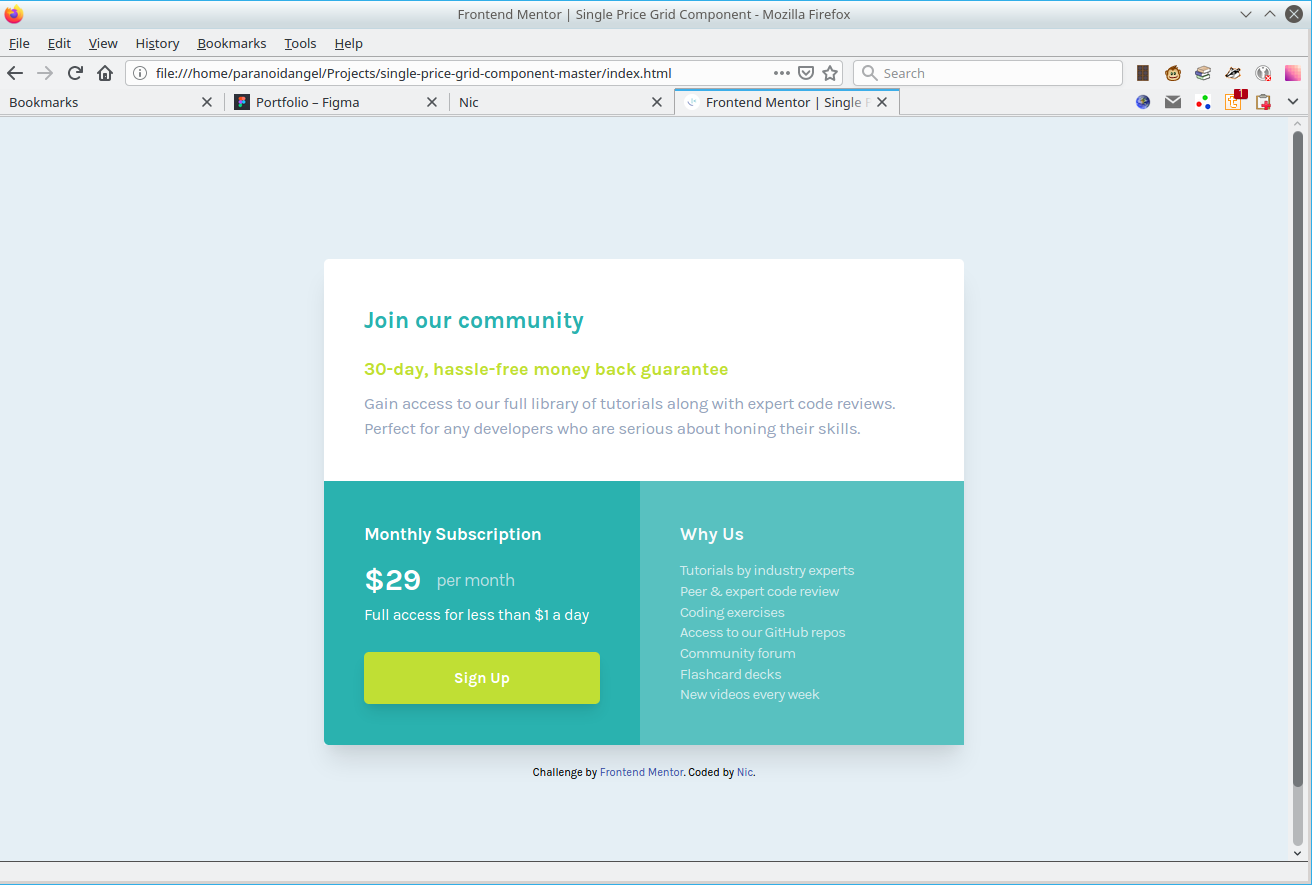 Frontend Mentor | Single Price Grid Component - Mozilla Firefox
File Edit View History Bookmarks Tools Help
file:///home/paranoidangel/Projects/single-price-grid-component-master/index.html
Search
Bookmarks
Portfolio – Figma
Nic
Frontend Mentor | Single F
1
Join our community
30-day, hassle-free money back guarantee
Gain access to our full library of tutorials along with expert code reviews.
Perfect for any developers who are serious about honing their skills.
Monthly Subscription
$29 per month
Full access for less than $1 a day
Sign Up
Why Us
Tutorials by industry experts
Peer & expert code review
Coding exercises
Access to our GitHub repos
Community forum
Flashcard decks
New videos every week
Challenge by Frontend Mentor. Coded by Nic.